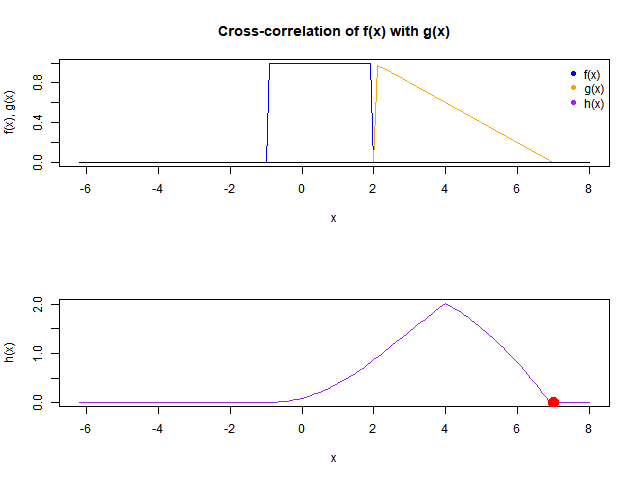 Cross-correlation of f(x) with g(x)
f(x), g(x)
0.8
0.4
0.0
f(x)
g(x)
h(x)
-6 -4 -2 0 2 4 6 8
x
h(x)
2.0
1.0
0.0
-6 -4 -2 0 2 4 6 8
x